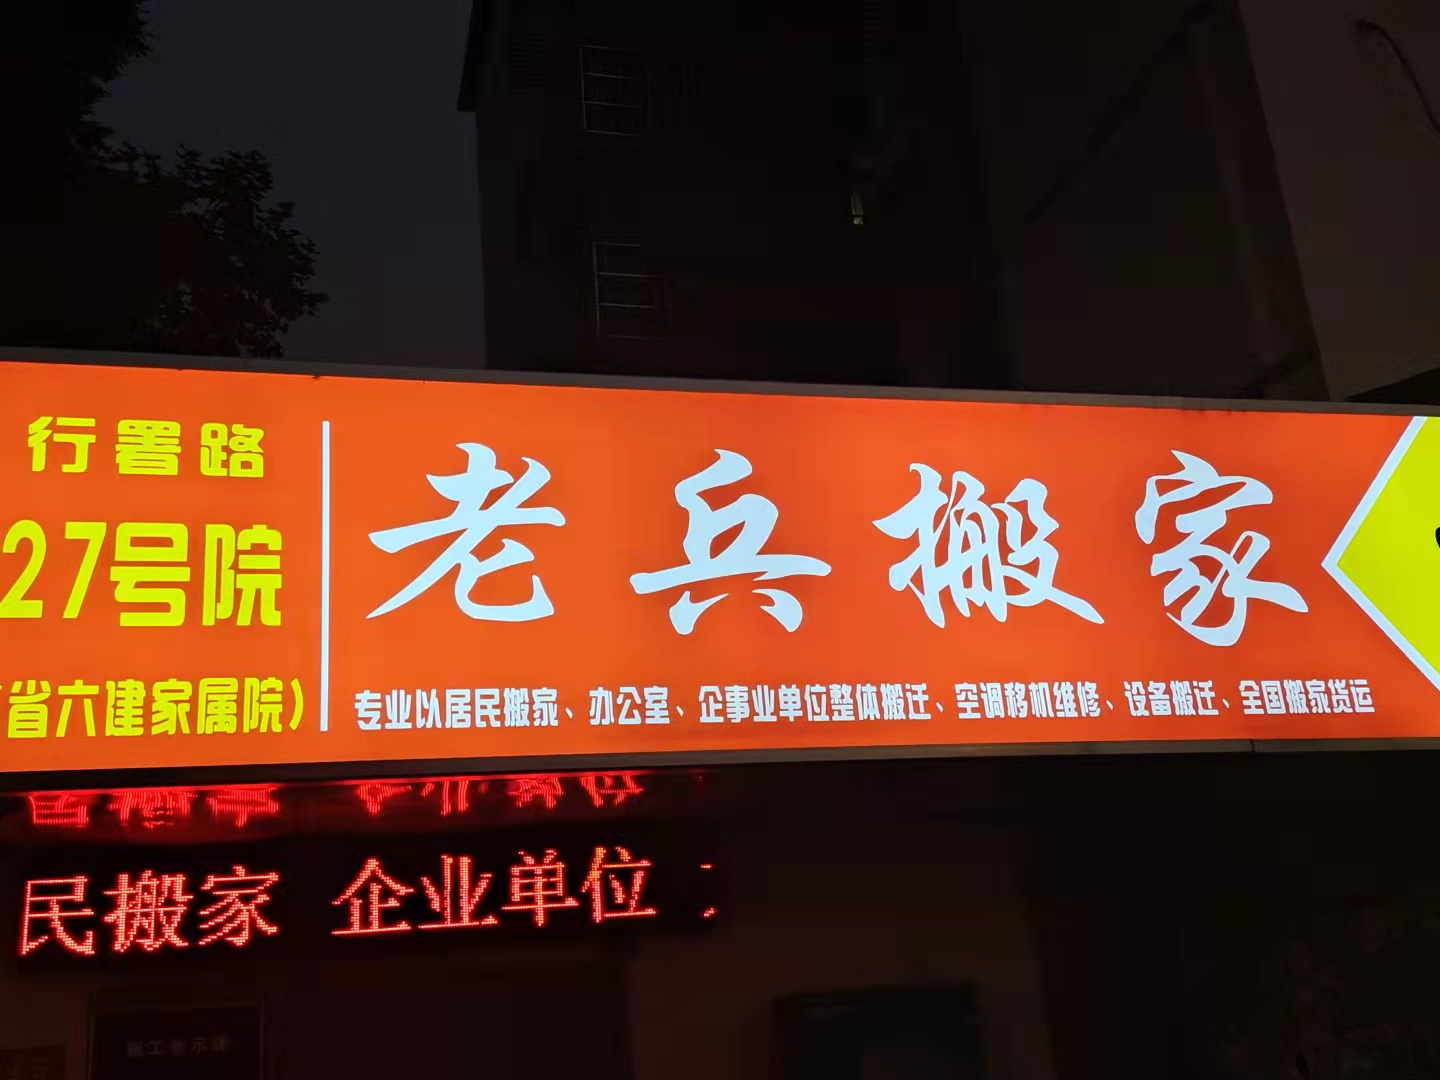 行署路
27号院
省六建家属院）
老兵搬家
专业以居民搬家、办公室、企事业单位整体搬迁、空调移机维修、设备搬迁、全国搬家货运
民搬家 企业单位